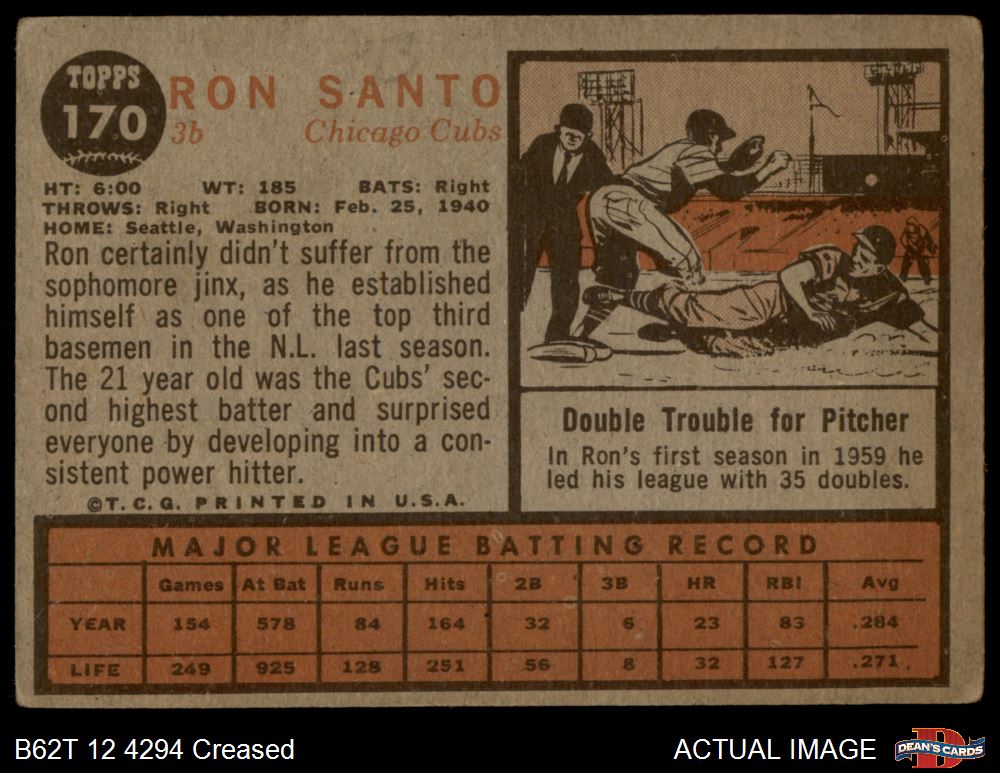 TOPPS
170
RON SANTO
3b Chicago Cubs
HT: 6:00 WT: 185 BATS: Right
THROWS: Right BORN: Feb. 25, 1940
HOME: Seattle, Washington
Ron certainly didn't suffer from the
sophomore jinx, as he established
himself as one of the top third
basemen in the N.L. last season.
The 21 year old was the Cubs' sec-
ond highest batter and surprised
everyone by developing into a con-
sistent power hitter.
©T.C.G. PRINTED IN U.S.A.
Double Trouble for Pitcher
In Ron's first season in 1959 he
led his league with 35 doubles.
MAJOR LEAGUE BATTING RECORD
Games At Bat Runs Hits 2B 3B HR RBI Avg
YEAR 154 578 84 164 32 6 23 83 .284
LIFE 249 925 128 251 56 8 32 127 .271
B62T 12 4294 Creased
ACTUAL IMAGE
DEAN'S CARDS